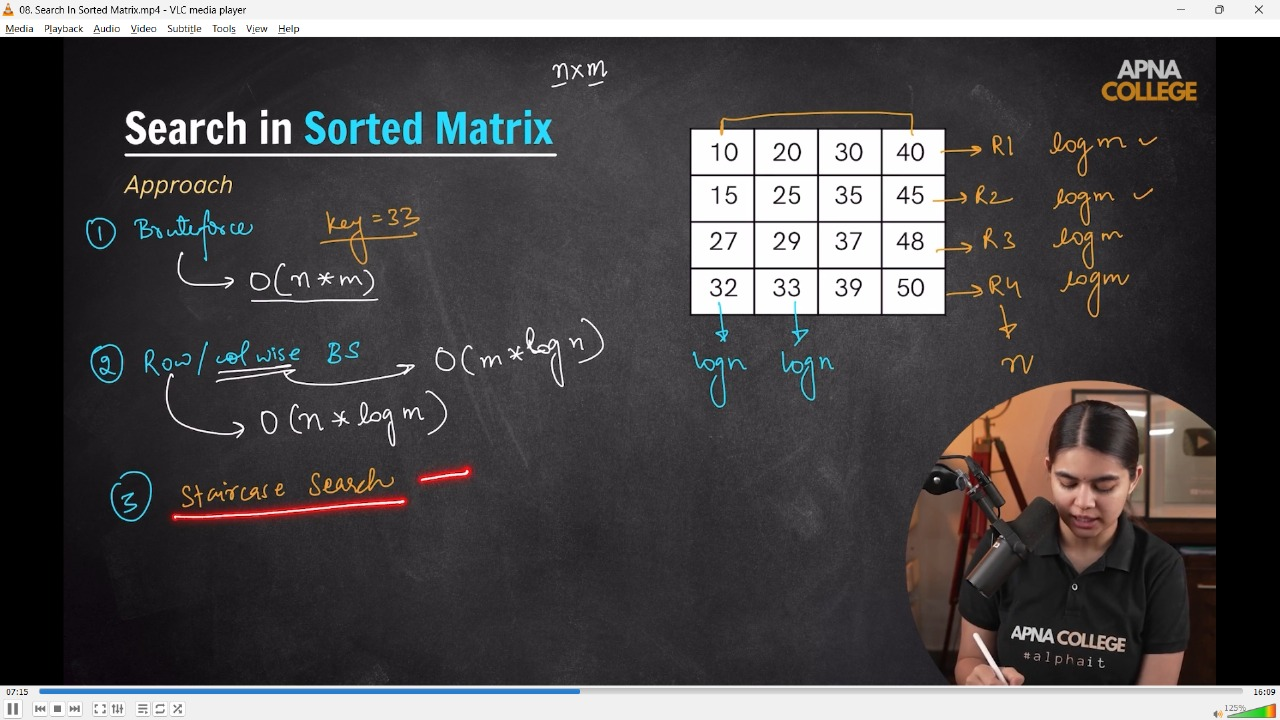 08. Search In Sorted Matrix.mp4 - VLC media player
Media Playback Audio Video Subtitle Tools View Help
n×m
APNA
COLLEGE
Search in Sorted Matrix
Approach
① Bruteforce
key = 33
O(n*m)
② Row/col wise BS
O(m*logn)
O(n*logm)
③ Staircase Search
10 20 30 40 → R1 logm ✓
15 25 35 45 → R2 logm ✓
27 29 37 48 → R3 logm
32 33 39 50 → R4 logm
logn logn
n
APNA COLLEGE
#alphait
07:15
16:09
125%